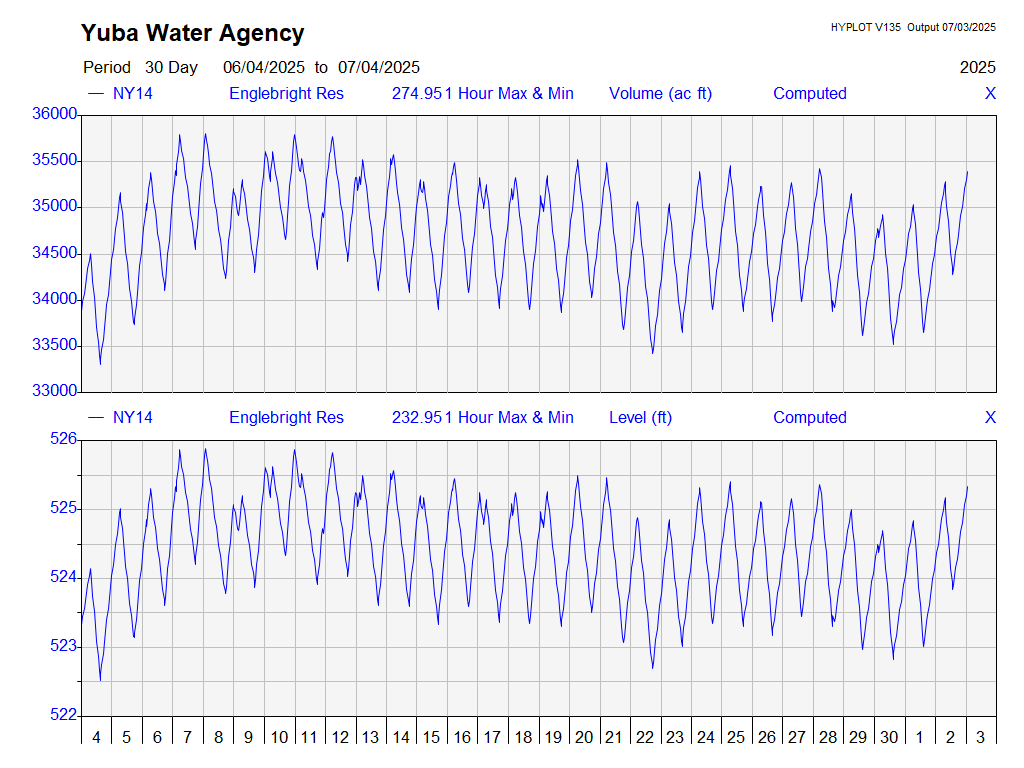 Yuba Water Agency
HYPLOT V135 Output 07/03/2025
Period 30 Day 06/04/2025 to 07/04/2025 2025
NY14 Englebright Res 274.951 Hour Max & Min Volume (ac ft) Computed X
36000
35500
35000
34500
34000
33500
33000
NY14 Englebright Res 232.951 Hour Max & Min Level (ft) Computed X
526
525
524
523
522
4 5 6 7 8 9 10 11 12 13 14 15 16 17 18 19 20 21 22 23 24 25 26 27 28 29 30 1 2 3